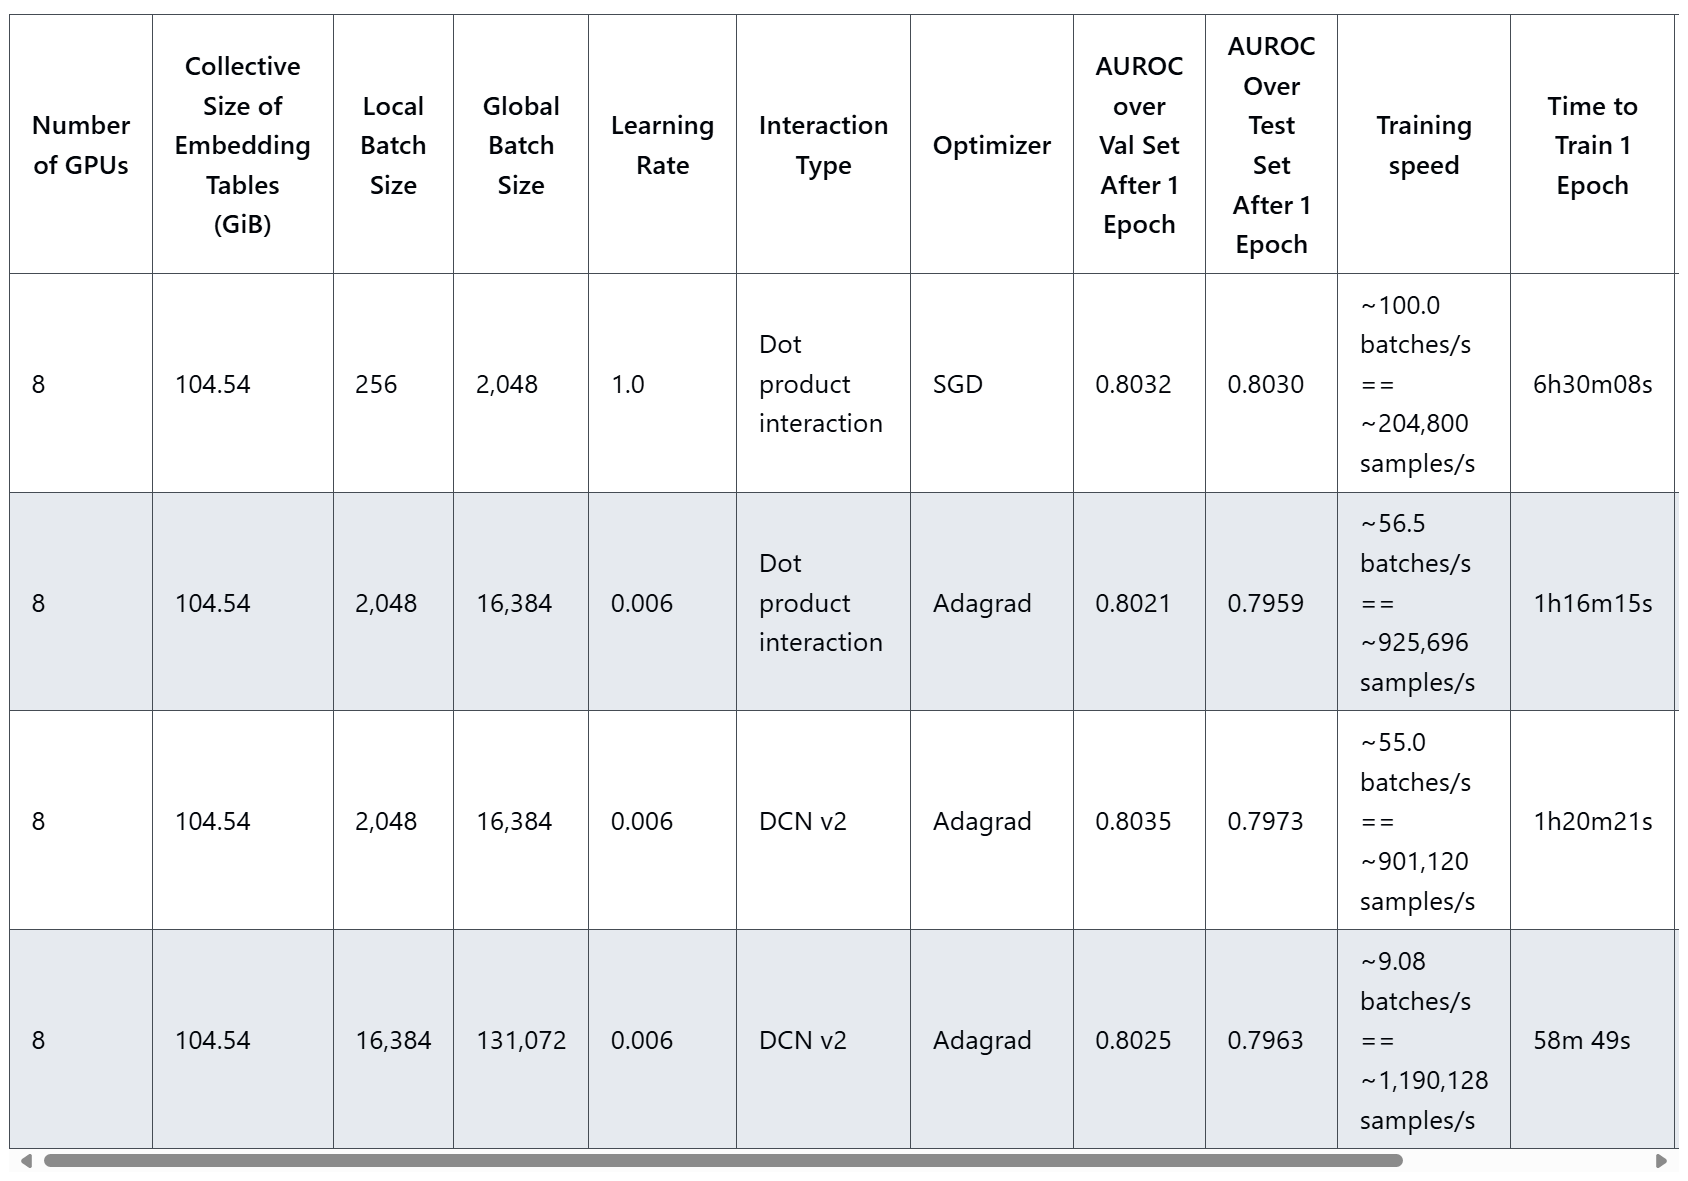 Number
of GPUs
Collective
Size of
Embedding
Tables
(GiB)
Local
Batch
Size
Global
Batch
Size
Learning
Rate
Interaction
Type
Optimizer
AUROC
over
Val Set
After 1
Epoch
AUROC
Over
Test
Set
After 1
Epoch
Training
speed
Time to
Train 1
Epoch
8
104.54
256
2,048
1.0
Dot
product
interaction
SGD
0.8032
0.8030
~100.0
batches/s
==
~204,800
samples/s
6h30m08s
8
104.54
2,048
16,384
0.006
Dot
product
interaction
Adagrad
0.8021
0.7959
~56.5
batches/s
==
~925,696
samples/s
1h16m15s
8
104.54
2,048
16,384
0.006
DCN v2
Adagrad
0.8035
0.7973
~55.0
batches/s
==
~901,120
samples/s
1h20m21s
8
104.54
16,384
131,072
0.006
DCN v2
Adagrad
0.8025
0.7963
~9.08
batches/s
==
~1,190,128
samples/s
58m 49s